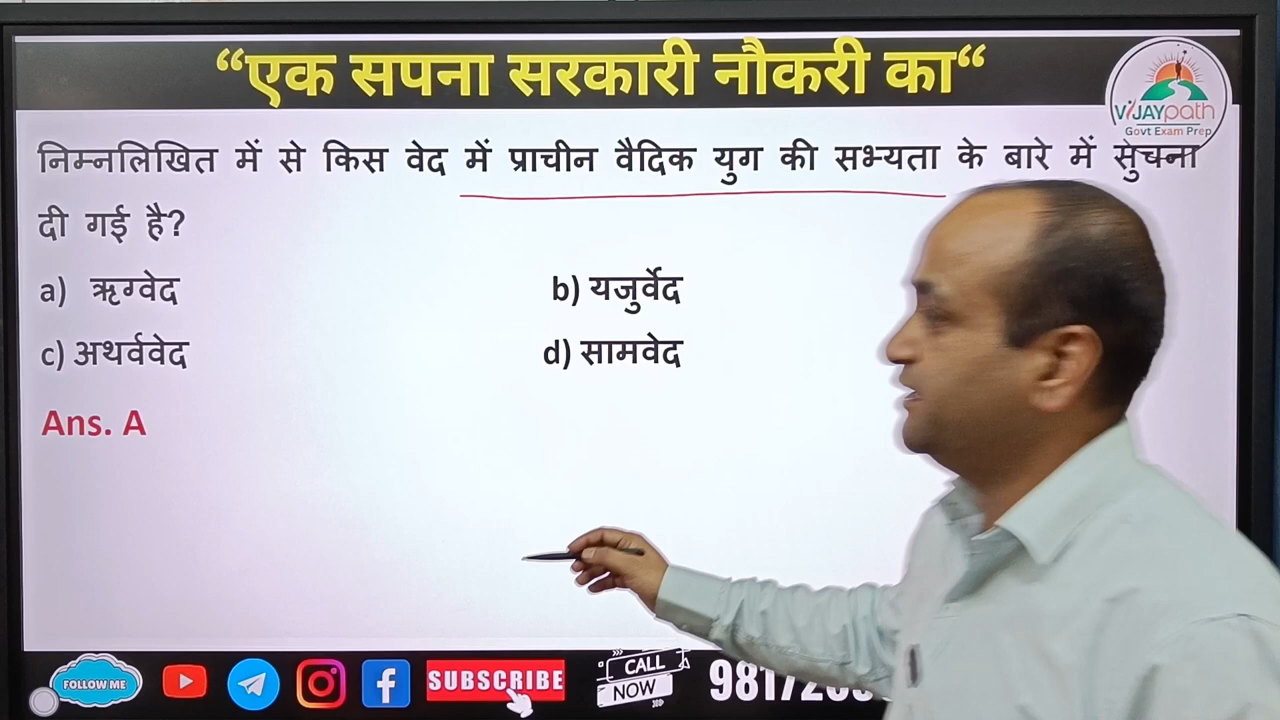 “एक सपना सरकारी नौकरी का“
VIJAYpath
Govt Exam Prep
निम्नलिखित में से किस वेद में प्राचीन वैदिक युग की सभ्यता के बारे में सुचना
दी गई है?
a) ऋग्वेद
b) यजुर्वेद
c) अथर्ववेद
d) सामवेद
Ans. A
FOLLOW ME
SUBSCRIBE
CALL
NOW